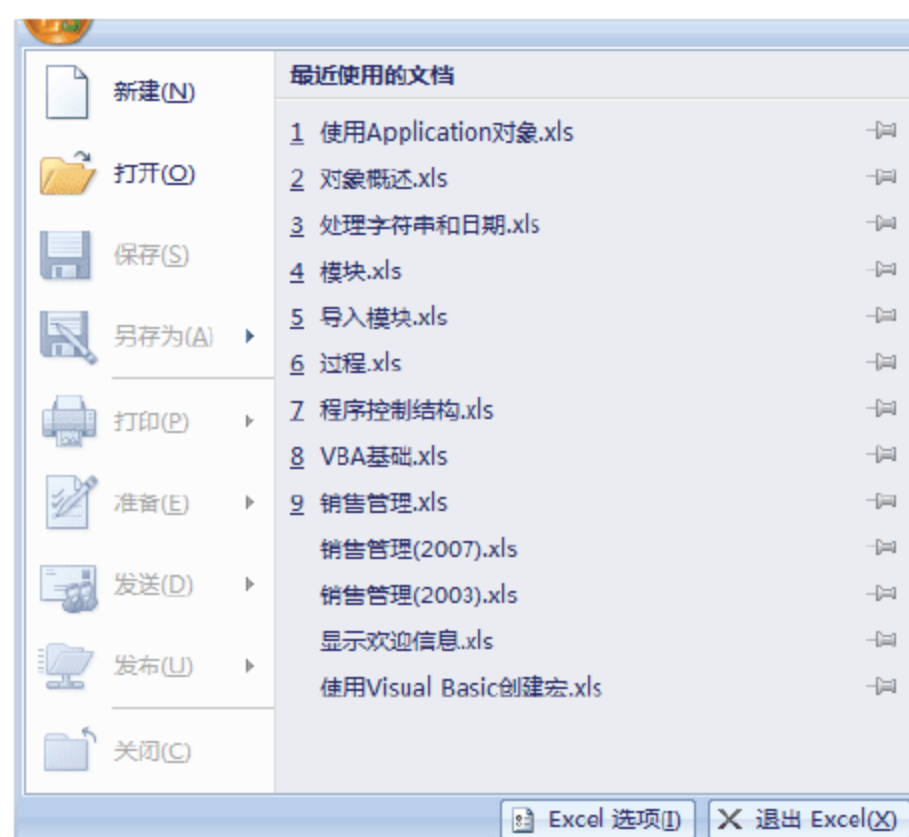 新建(N)
打开(O)
保存(S)
另存为(A)
打印(P)
准备(E)
发送(D)
发布(U)
关闭(C)
最近使用的文档
1 使用Application对象.xls
2 对象概述.xls
3 处理字符串和日期.xls
4 模块.xls
5 导入模块.xls
6 过程.xls
7 程序控制结构.xls
8 VBA基础.xls
9 销售管理.xls
销售管理(2007).xls
销售管理(2003).xls
显示欢迎信息.xls
使用Visual Basic创建宏.xls
Excel 选项(I)
退出 Excel(X)